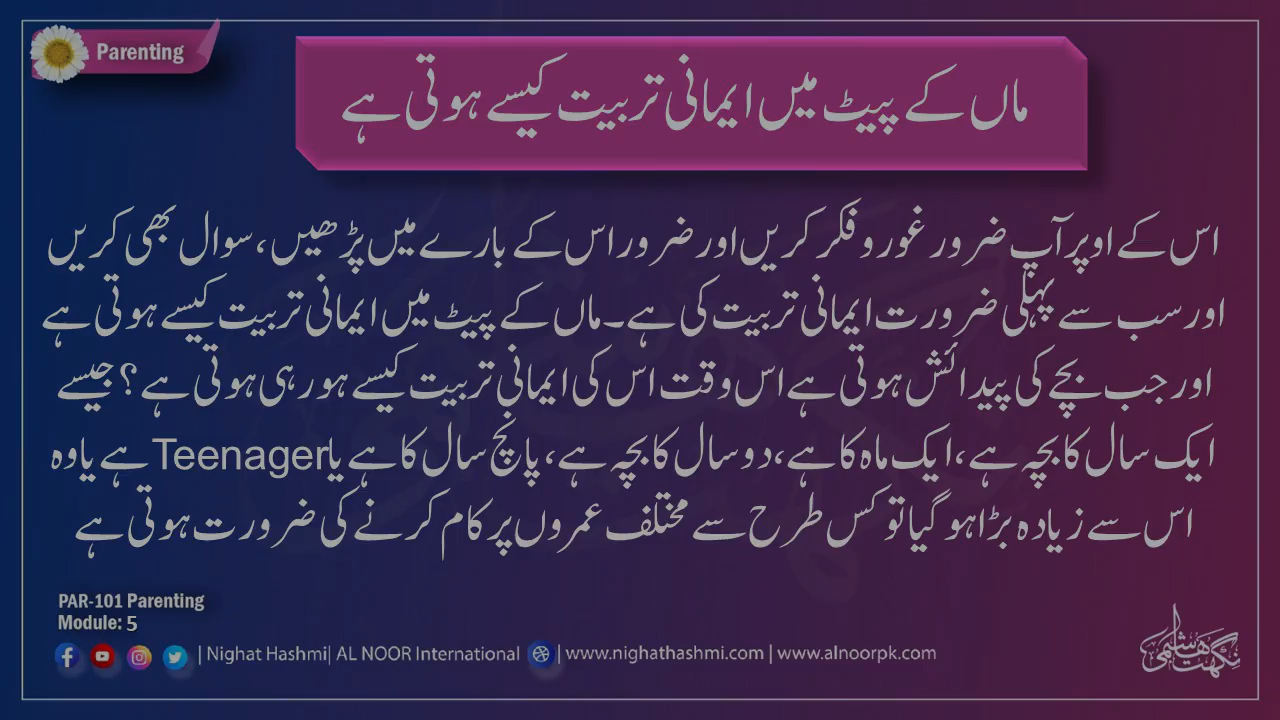 Parenting
ماں کے پیٹ میں ایمانی تربیت کیسے ہوتی ہے
اس کے اوپر آپ ضرور غور و فکر کریں اور ضرور اس کے بارے میں پڑھیں، سوال بھی کریں
اور سب سے پہلی ضرورت ایمانی تربیت کی ہے۔ ماں کے پیٹ میں ایمانی تربیت کیسے ہوتی ہے
اور جب بچے کی پیدائش ہوتی ہے اس وقت اس کی ایمانی تربیت کیسے ہو رہی ہوتی ہے؟ جیسے
ایک سال کا بچہ ہے، ایک ماہ کا ہے، دو سال کا بچہ ہے، پانچ سال کا ہے یا Teenager ہے یا وہ
اس سے زیادہ بڑا ہو گیا تو کس طرح سے مختلف عمروں پر کام کرنے کی ضرورت ہوتی ہے
PAR-101 Parenting
Module: 5
| Nighat Hashmi| AL NOOR International | www.nighathashmi.com | www.alnoorpk.com
نگہت ہاشمی